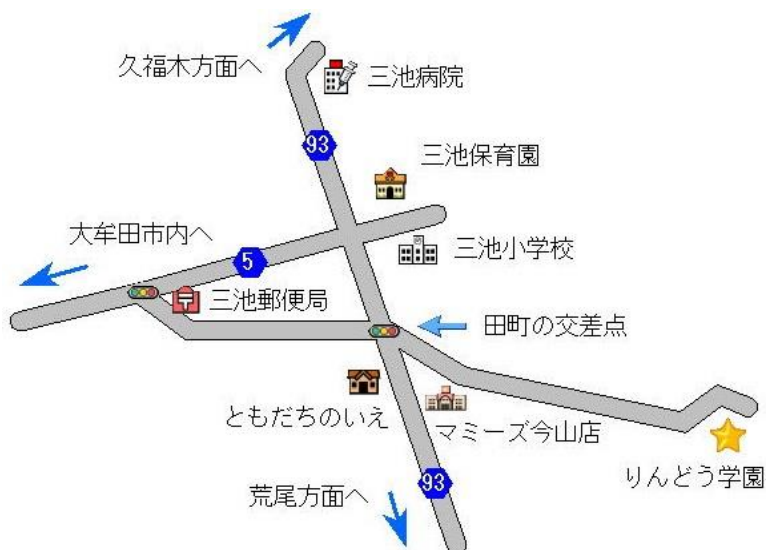 久福木方面へ
三池病院
93
三池保育園
大牟田市内へ
5
三池小学校
三池郵便局
田町の交差点
ともだちのいえ
マミーズ今山店
りんどう学園
荒尾方面へ
93